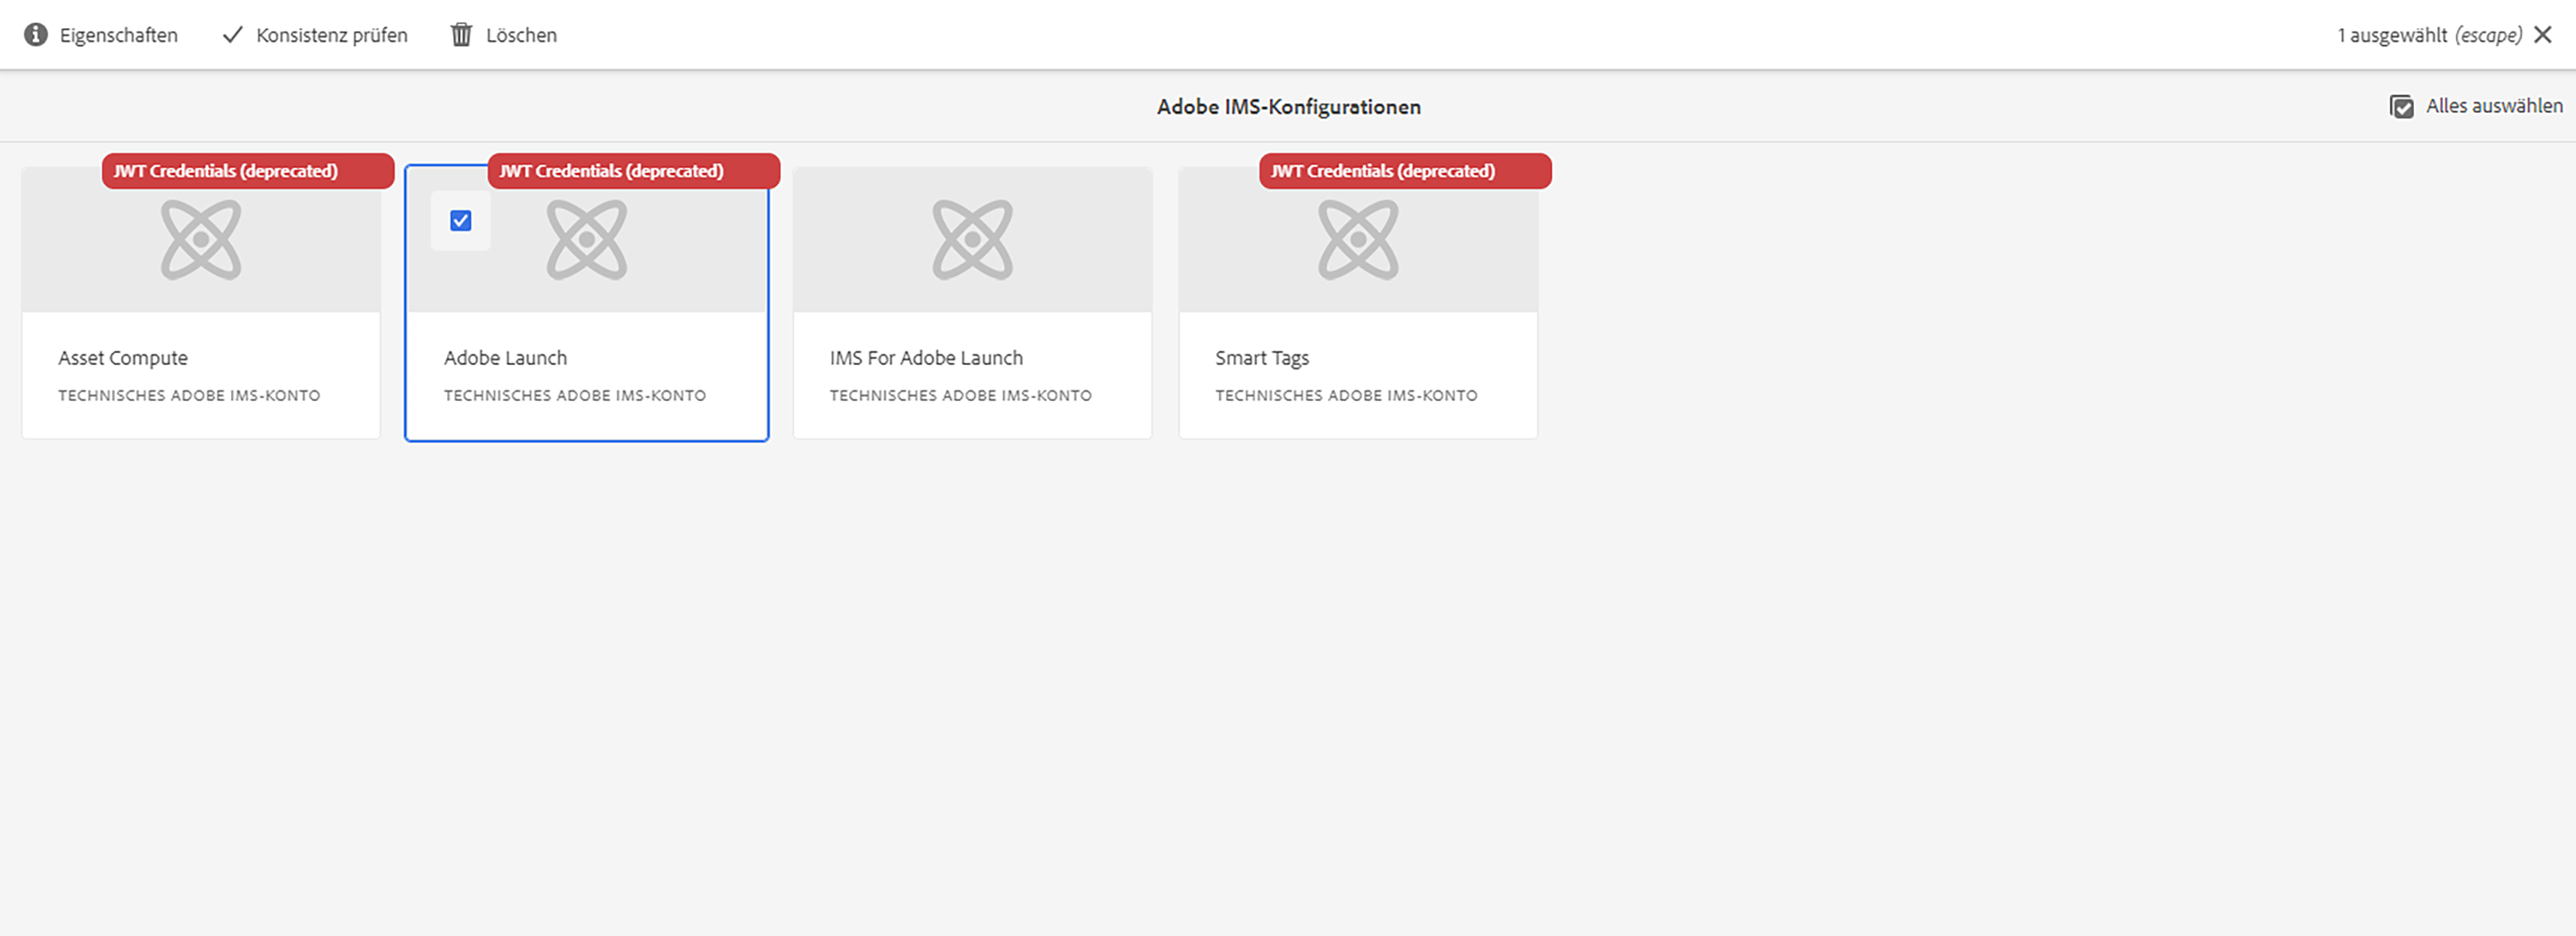 Eigenschaften Konsistenz prüfen Löschen 1 ausgewählt (escape)
Adobe IMS-Konfigurationen Alles auswählen
JWT Credentials (deprecated) JWT Credentials (deprecated) JWT Credentials (deprecated)
Asset Compute Adobe Launch IMS For Adobe Launch Smart Tags
TECHNISCHES ADOBE IMS-KONTO TECHNISCHES ADOBE IMS-KONTO TECHNISCHES ADOBE IMS-KONTO TECHNISCHES ADOBE IMS-KONTO